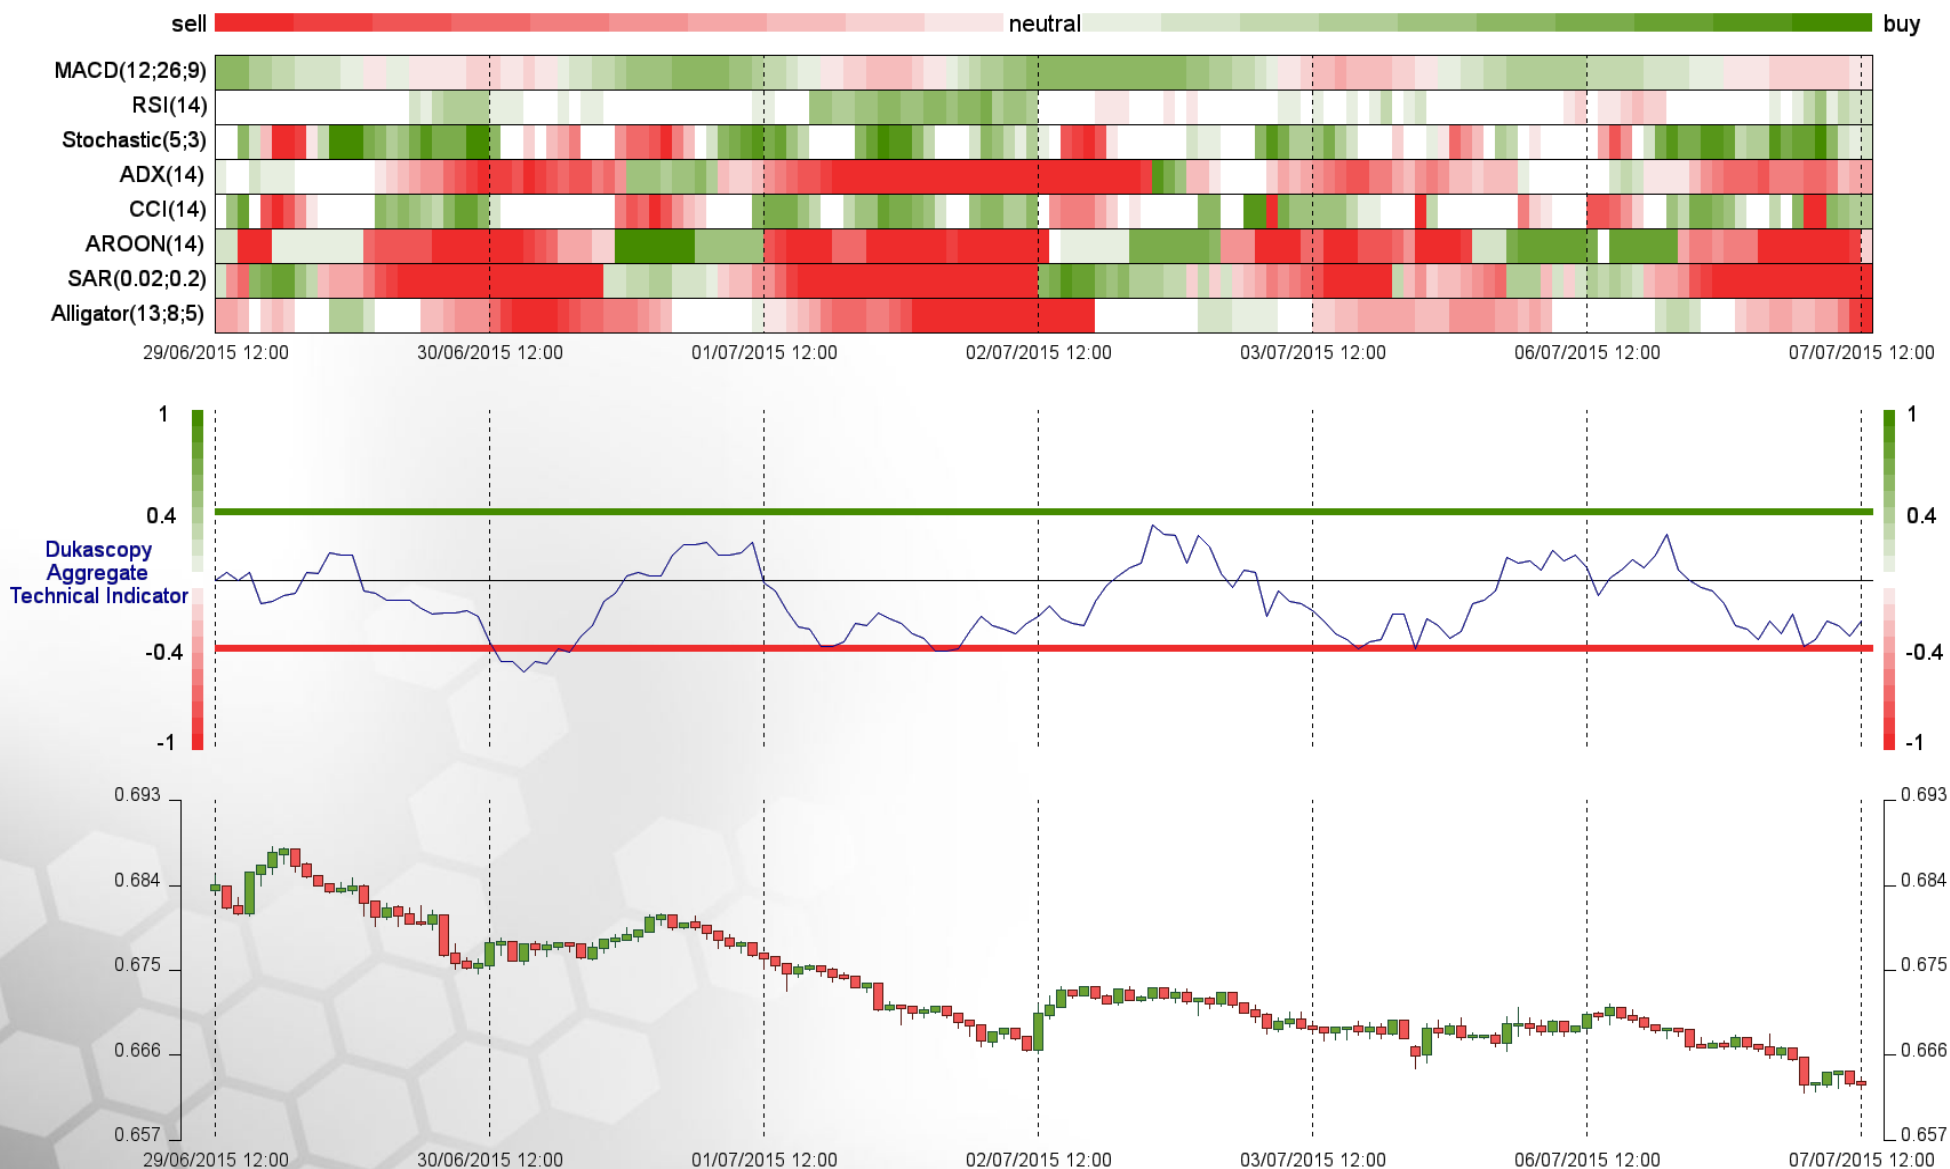 sell neutral buy
MACD(12;26;9)
RSI(14)
Stochastic(5;3)
ADX(14)
CCI(14)
AROON(14)
SAR(0.02;0.2)
Alligator(13;8;5)
29/06/2015 12:00 30/06/2015 12:00 01/07/2015 12:00 02/07/2015 12:00 03/07/2015 12:00 06/07/2015 12:00 07/07/2015 12:00
1 1
0.4 0.4
Dukascopy
Aggregate
Technical Indicator
-0.4 -0.4
-1 -1
0.693 0.693
0.684 0.684
0.675 0.675
0.666 0.666
0.657 0.657
29/06/2015 12:00 30/06/2015 12:00 01/07/2015 12:00 02/07/2015 12:00 03/07/2015 12:00 06/07/2015 12:00 07/07/2015 12:00